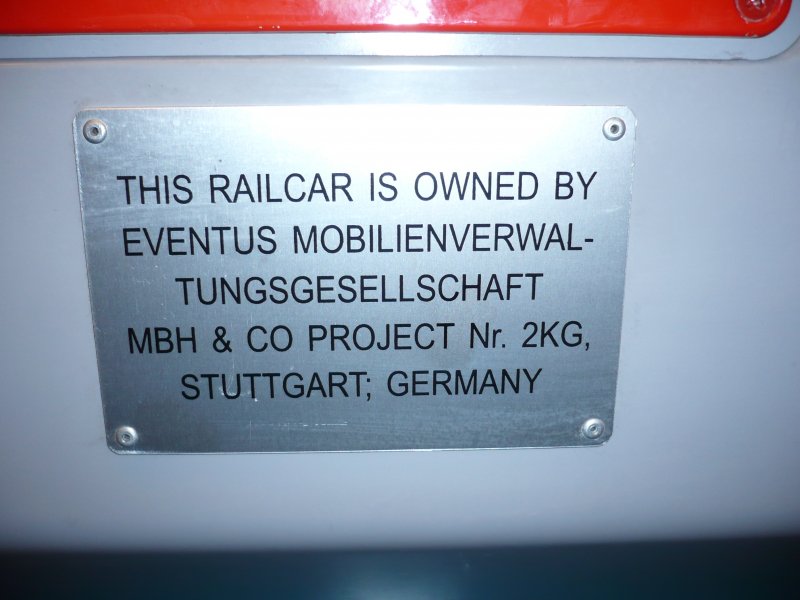 THIS RAILCAR IS OWNED BY
EVENTUS MOBILIENVERWAL-
TUNGSGESELLSCHAFT
MBH & CO PROJECT Nr. 2KG,
STUTTGART; GERMANY